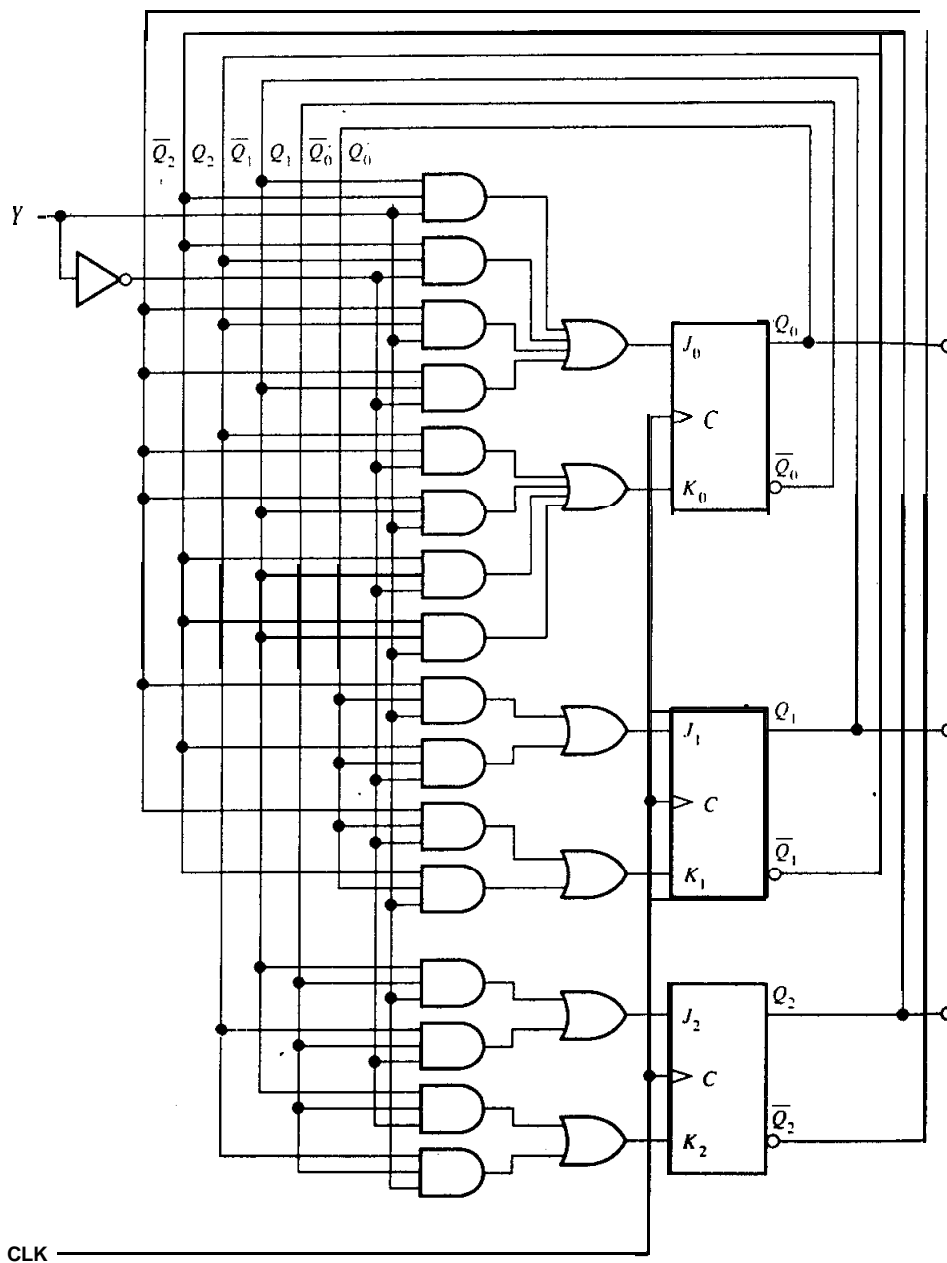 Q̅₂ Q₂ Q̅₁ Q₁ Q̅₀ Q₀
Y
Q₀
J₀
C
Q̅₀
K₀
Q₁
J₁
C
Q̅₁
K₁
Q₂
J₂
C
Q̅₂
K₂
CLK